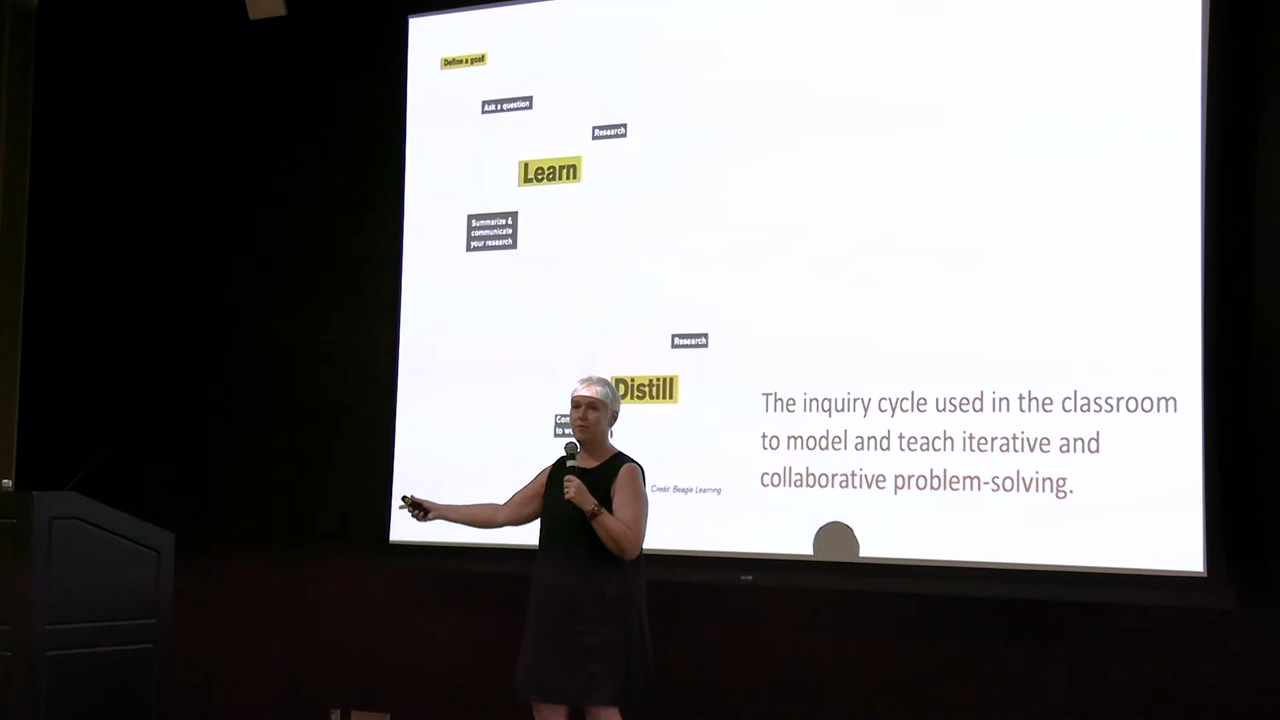 Define a goal
Ask a question
Research
Learn
Summarize &
communicate
your research
Research
Distill
The inquiry cycle used in the classroom
to model and teach iterative and
collaborative problem-solving.
Credit: Beagle Learning